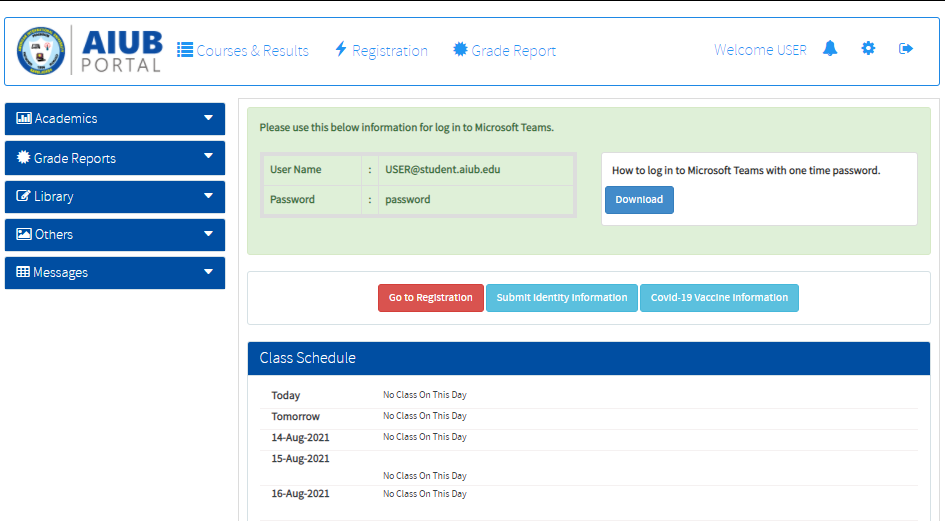 AIUB
PORTAL
Courses & Results
Registration
Grade Report
Welcome USER
Academics
Grade Reports
Library
Others
Messages
Please use this below information for log in to Microsoft Teams.
User Name : USER@student.aiub.edu
Password : password
How to log in to Microsoft Teams with one time password.
Download
Go to Registration
Submit Identity Information
Covid-19 Vaccine Information
Class Schedule
Today No Class On This Day
Tomorrow No Class On This Day
14-Aug-2021 No Class On This Day
15-Aug-2021
No Class On This Day
16-Aug-2021 No Class On This Day